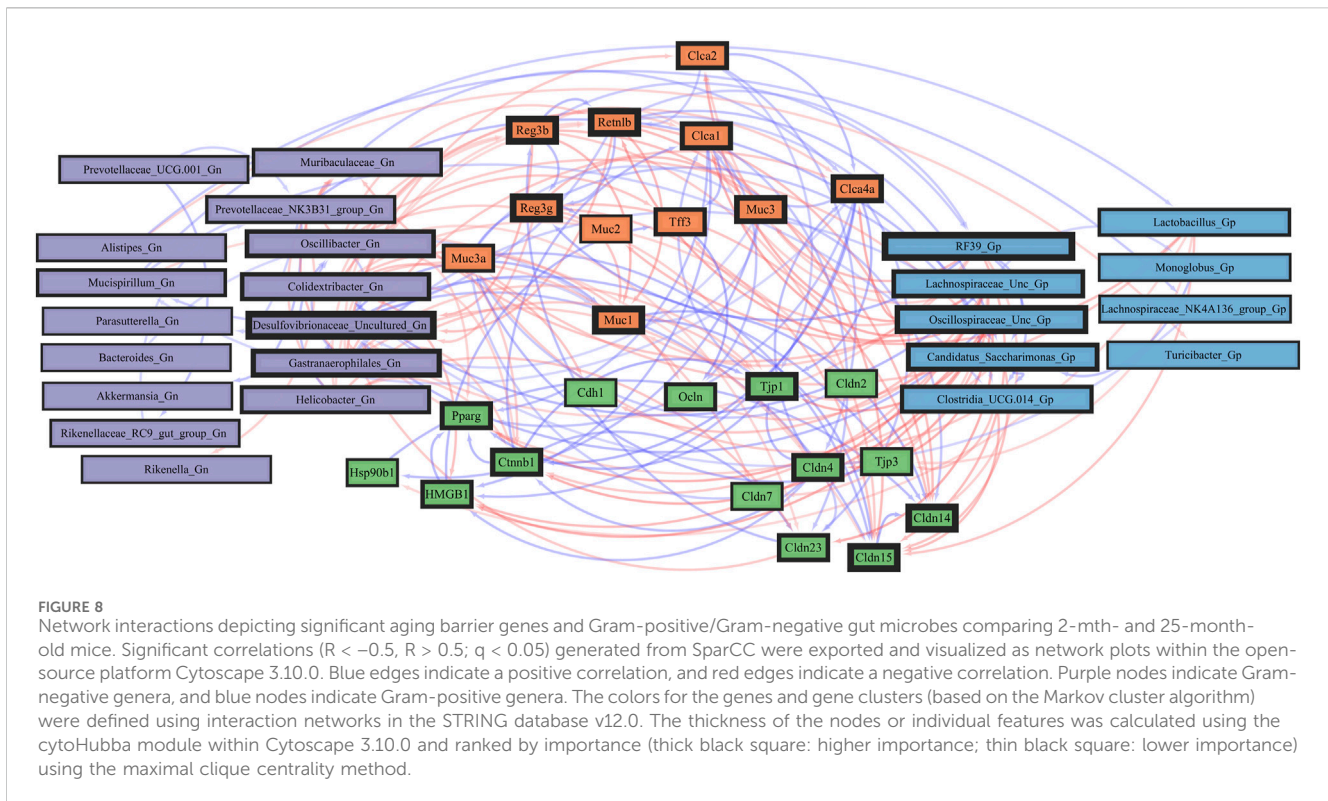 Clca2
Reg3b
Retnlb
Clca1
Prevotellaceae_UCG.001_Gn
Muribaculaceae_Gn
Clca4a
Prevotellaceae_NK3B31_group_Gn
Reg3g
Muc2
Tff3
Muc3
Lactobacillus_Gp
Alistipes_Gn
Oscillibacter_Gn
Muc3a
RF39_Gp
Mucispirillum_Gn
Colidextribacter_Gn
Lachnospiraceae_Unc_Gp
Monoglobus_Gp
Parasutterella_Gn
Desulfovibrionaceae_Uncultured_Gn
Muc1
Oscillospiraceae_Unc_Gp
Lachnospiraceae_NK4A136_group_Gp
Bacteroides_Gn
Gastranaerophilales_Gn
Candidatus_Saccharimonas_Gp
Turicibacter_Gp
Akkermansia_Gn
Helicobacter_Gn
Cdh1
Ocln
Tjp1
Cldn2
Clostridia_UCG.014_Gp
Rikenellaceae_RC9_gut_group_Gn
Pparg
Rikenella_Gn
Hsp90b1
Ctnnb1
Cldn4
Tjp3
HMGB1
Cldn7
Cldn14
Cldn23
Cldn15
FIGURE 8
Network interactions depicting significant aging barrier genes and Gram-positive/Gram-negative gut microbes comparing 2-mth- and 25-month-
old mice. Significant correlations (R < −0.5, R > 0.5; q < 0.05) generated from SparCC were exported and visualized as network plots within the open-
source platform Cytoscape 3.10.0. Blue edges indicate a positive correlation, and red edges indicate a negative correlation. Purple nodes indicate Gram-
negative genera, and blue nodes indicate Gram-positive genera. The colors for the genes and gene clusters (based on the Markov cluster algorithm)
were defined using interaction networks in the STRING database v12.0. The thickness of the nodes or individual features was calculated using the
cytoHubba module within Cytoscape 3.10.0 and ranked by importance (thick black square: higher importance; thin black square: lower importance)
using the maximal clique centrality method.